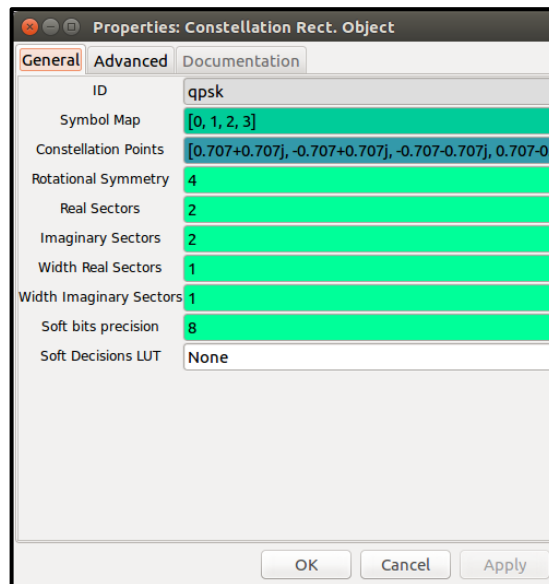 Properties: Constellation Rect. Object
General Advanced Documentation
ID qpsk
Symbol Map [0, 1, 2, 3]
Constellation Points [0.707+0.707j, -0.707+0.707j, -0.707-0.707j, 0.707-0
Rotational Symmetry 4
Real Sectors 2
Imaginary Sectors 2
Width Real Sectors 1
Width Imaginary Sectors 1
Soft bits precision 8
Soft Decisions LUT None
OK Cancel Apply